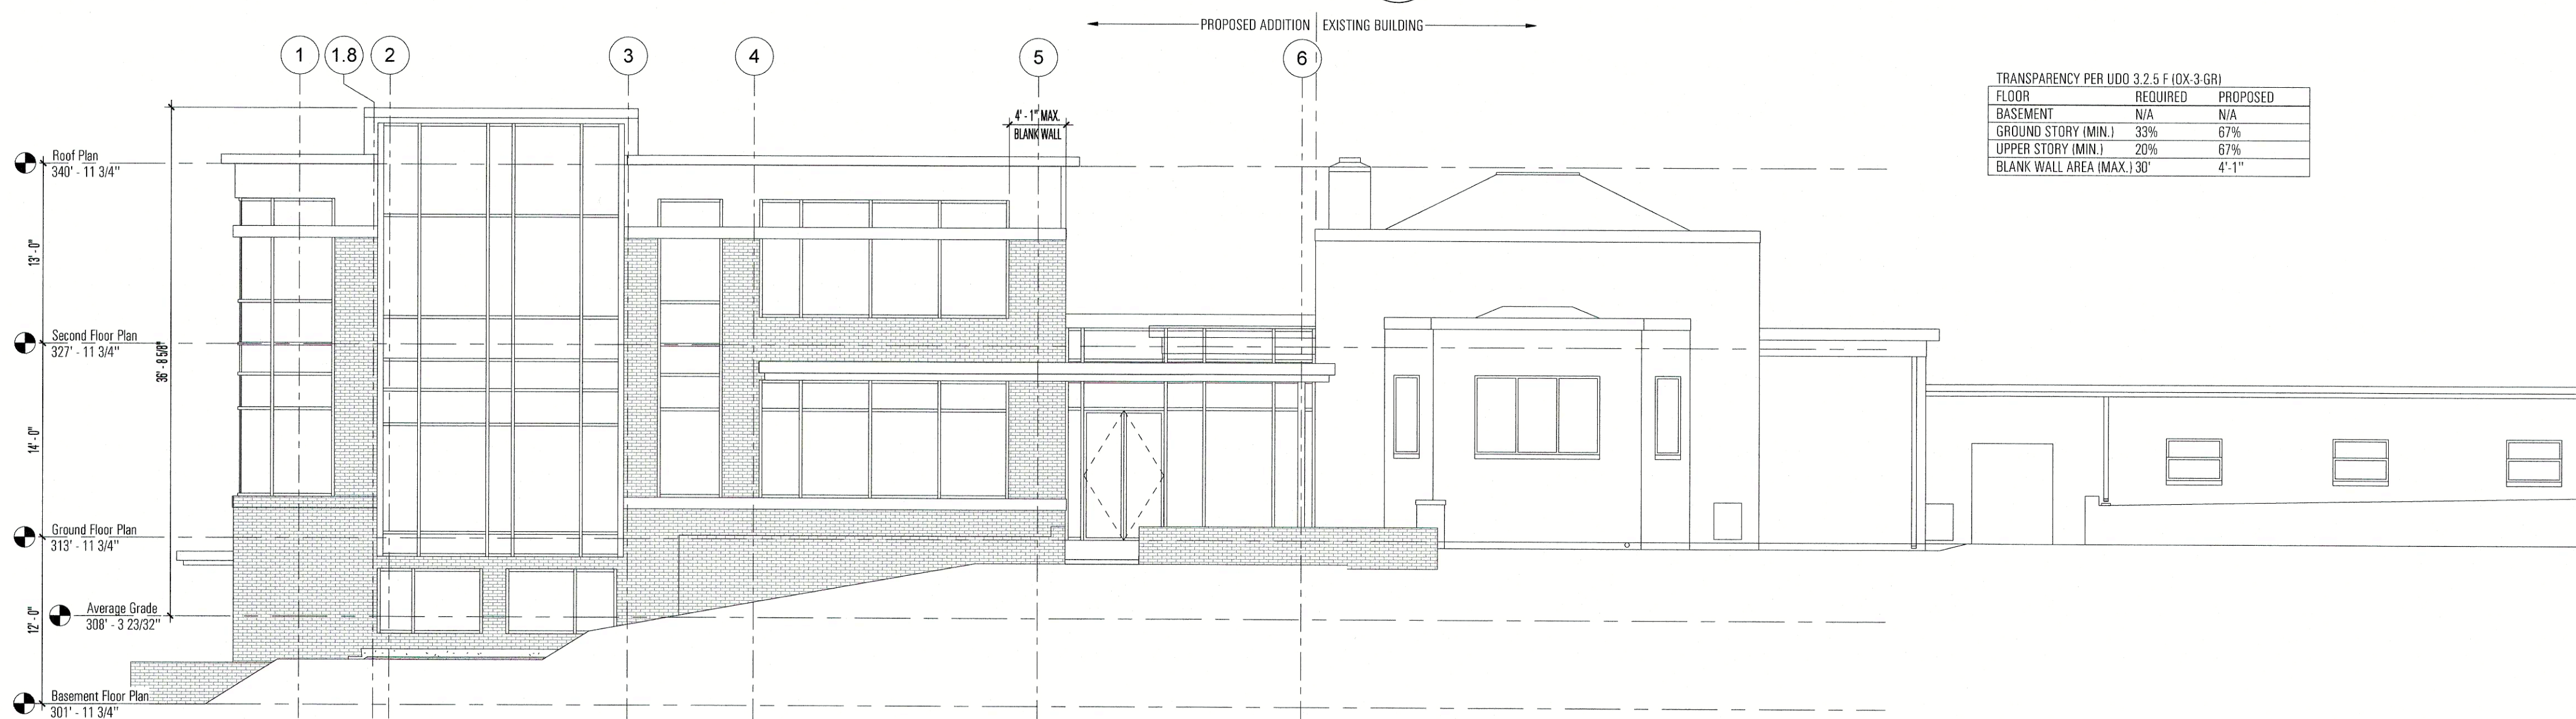 PROPOSED ADDITION EXISTING BUILDING
1 1.8 2 3 4 5 6
TRANSPARENCY PER UDO 3.2.5 F (OX-3-GR)
FLOOR REQUIRED PROPOSED
BASEMENT N/A N/A
GROUND STORY (MIN.) 33% 67%
UPPER STORY (MIN.) 20% 67%
BLANK WALL AREA (MAX.) 30' 4'-1"
4' - 1" MAX.
BLANK WALL
Roof Plan
340' - 11 3/4"
13' - 0"
Second Floor Plan
327' - 11 3/4"
36' - 8 5/8"
14' - 0"
Ground Floor Plan
313' - 11 3/4"
Average Grade
308' - 3 23/32"
12' - 0"
Basement Floor Plan
301' - 11 3/4"